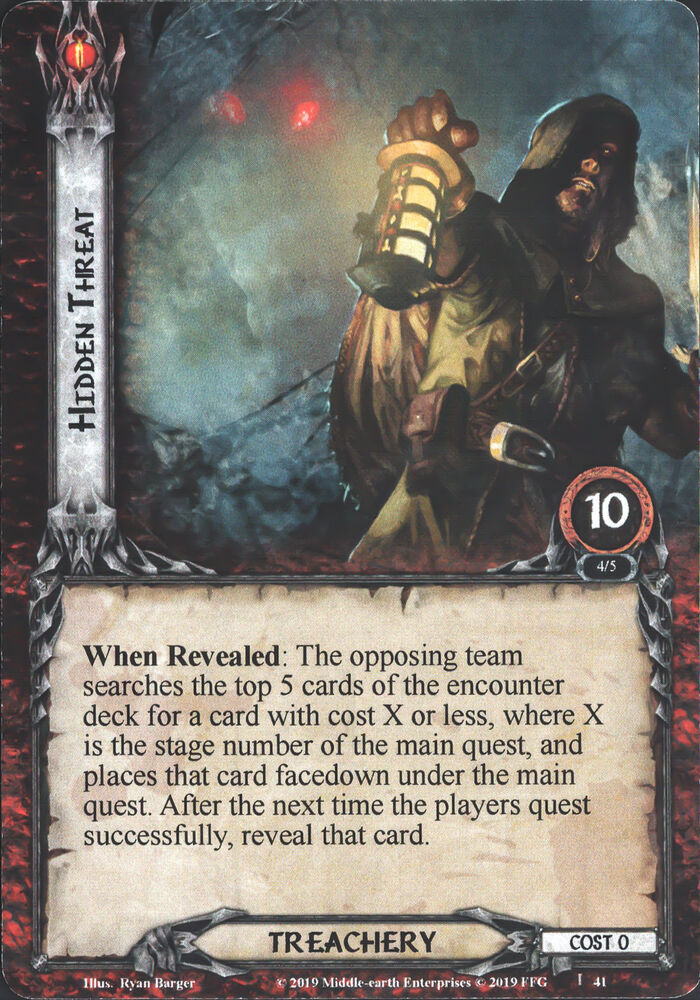 HIDDEN THREAT
10
4/5
When Revealed: The opposing team
searches the top 5 cards of the encounter
deck for a card with cost X or less, where X
is the stage number of the main quest, and
places that card facedown under the main
quest. After the next time the players quest
successfully, reveal that card.
TREACHERY
COST 0
Illus. Ryan Barger
© 2019 Middle-earth Enterprises © 2019 FFG
41